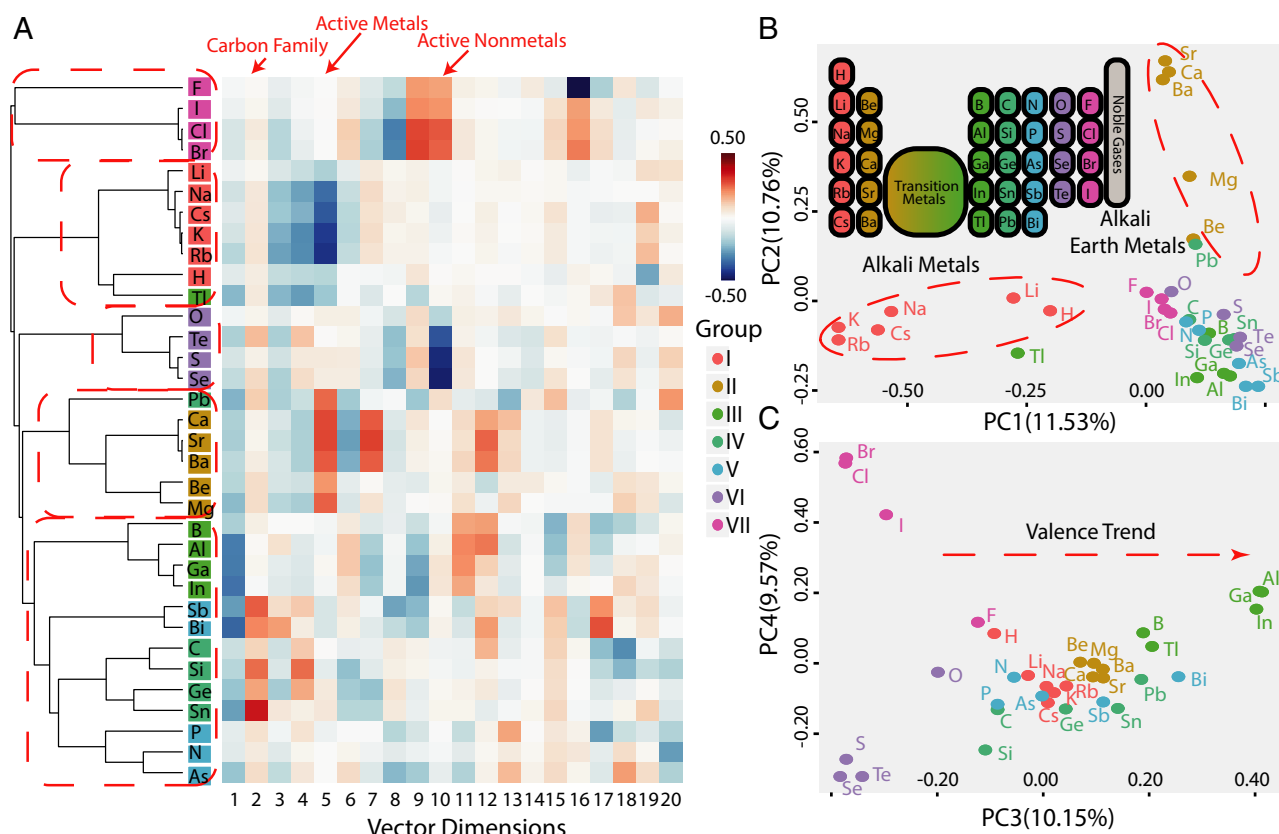 A
Carbon Family
Active Metals
Active Nonmetals
F
I
Cl
Br
Li
Na
Cs
K
Rb
H
Tl
O
Te
S
Se
Pb
Ca
Sr
Ba
Be
Mg
B
Al
Ga
In
Sb
Bi
C
Si
Ge
Sn
P
N
As
1 2 3 4 5 6 7 8 9 10 11 12 13 14 15 16 17 18 19 20
Vector Dimensions
0.50
-0.50
Group
I
II
III
IV
V
VI
VII
B
PC2(10.76%)
0.50
0.25
0.00
-0.25
H
Li Be B C N O F
Na Mg Al Si P S Cl
K Ca Ga Ge As Se Br
Rb Sr In Sn Sb Te I
Cs Ba Tl Pb Bi
Transition
Metals
Noble Gases
Sr
Ca
Ba
Mg
Be
Pb
Alkali
Earth Metals
Alkali Metals
K
Na
Li
H
Rb
Cs
Tl
F
O
I
Br
Cl
C
P
N
S
B
Sn
Si
Ge
Te
Se
Ga
As
In
Al
Sb
Bi
-0.50 -0.25 0.00
PC1(11.53%)
C
PC4(9.57%)
0.60
0.40
0.20
0.00
-0.20
Br
Cl
I
Valence Trend
Al
Ga
In
F
H
B
Tl
O
N
Li
Na
Be
Mg
Ba
Ca
Sr
Rb
K
Cs
P
C
As
Ge
Sb
Sn
Pb
Bi
Si
S
Se
Te
-0.20 0.00 0.20 0.40
PC3(10.15%)